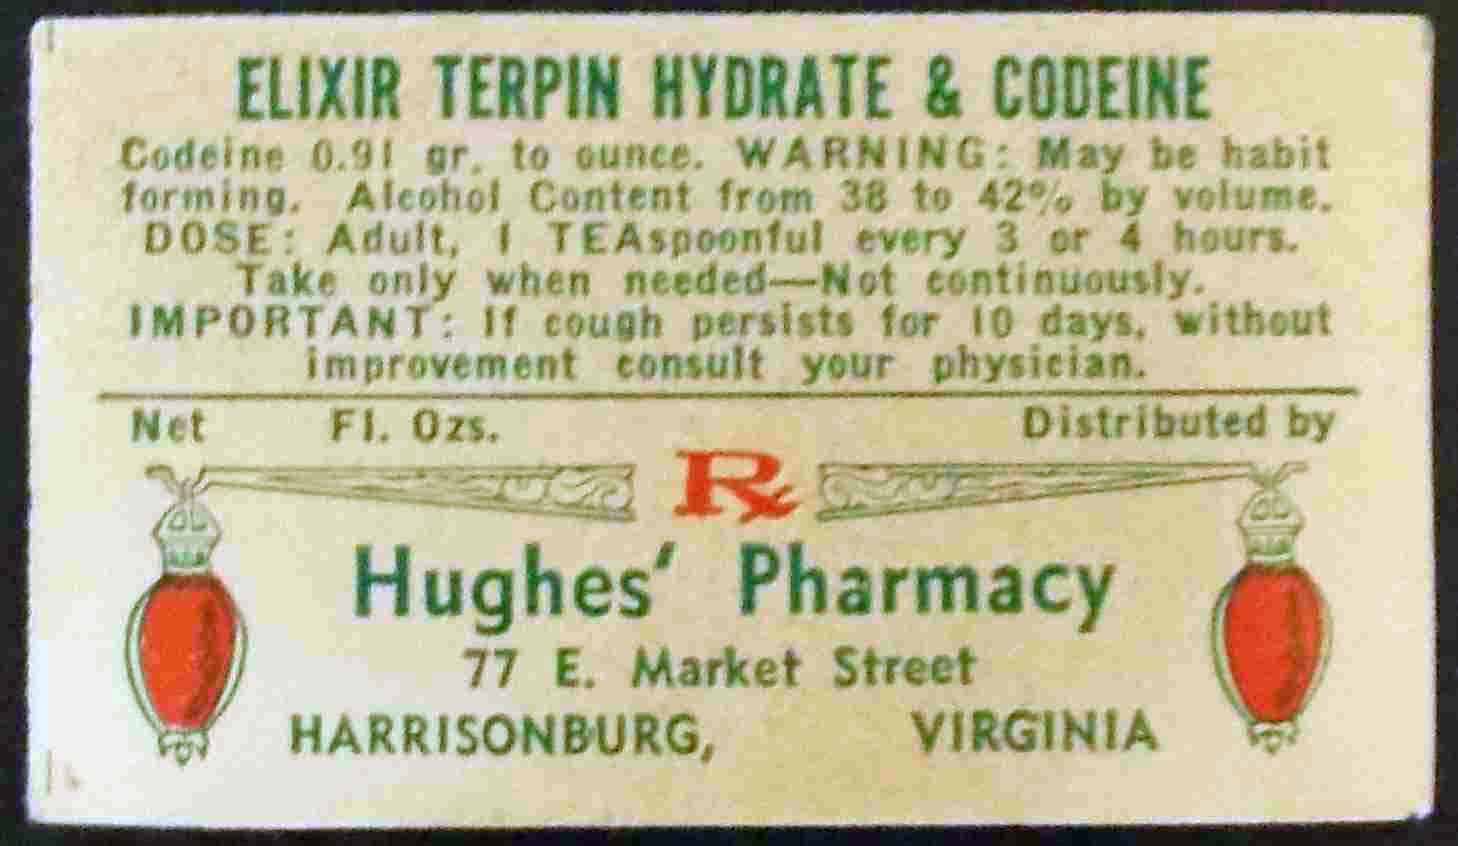 ELIXIR TERPIN HYDRATE & CODEINE
Codeine 0.91 gr. to ounce. WARNING: May be habit
forming. Alcohol Content from 38 to 42% by volume.
DOSE: Adult, 1 TEAspoonful every 3 or 4 hours.
Take only when needed—Not continuously.
IMPORTANT: If cough persists for 10 days, without
improvement consult your physician.
Net Fl. Ozs. Distributed by
Rx
Hughes' Pharmacy
77 E. Market Street
HARRISONBURG, VIRGINIA